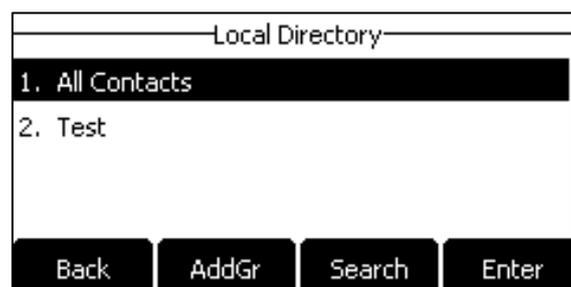 Local Directory
1. All Contacts
2. Test
Back AddGr Search Enter